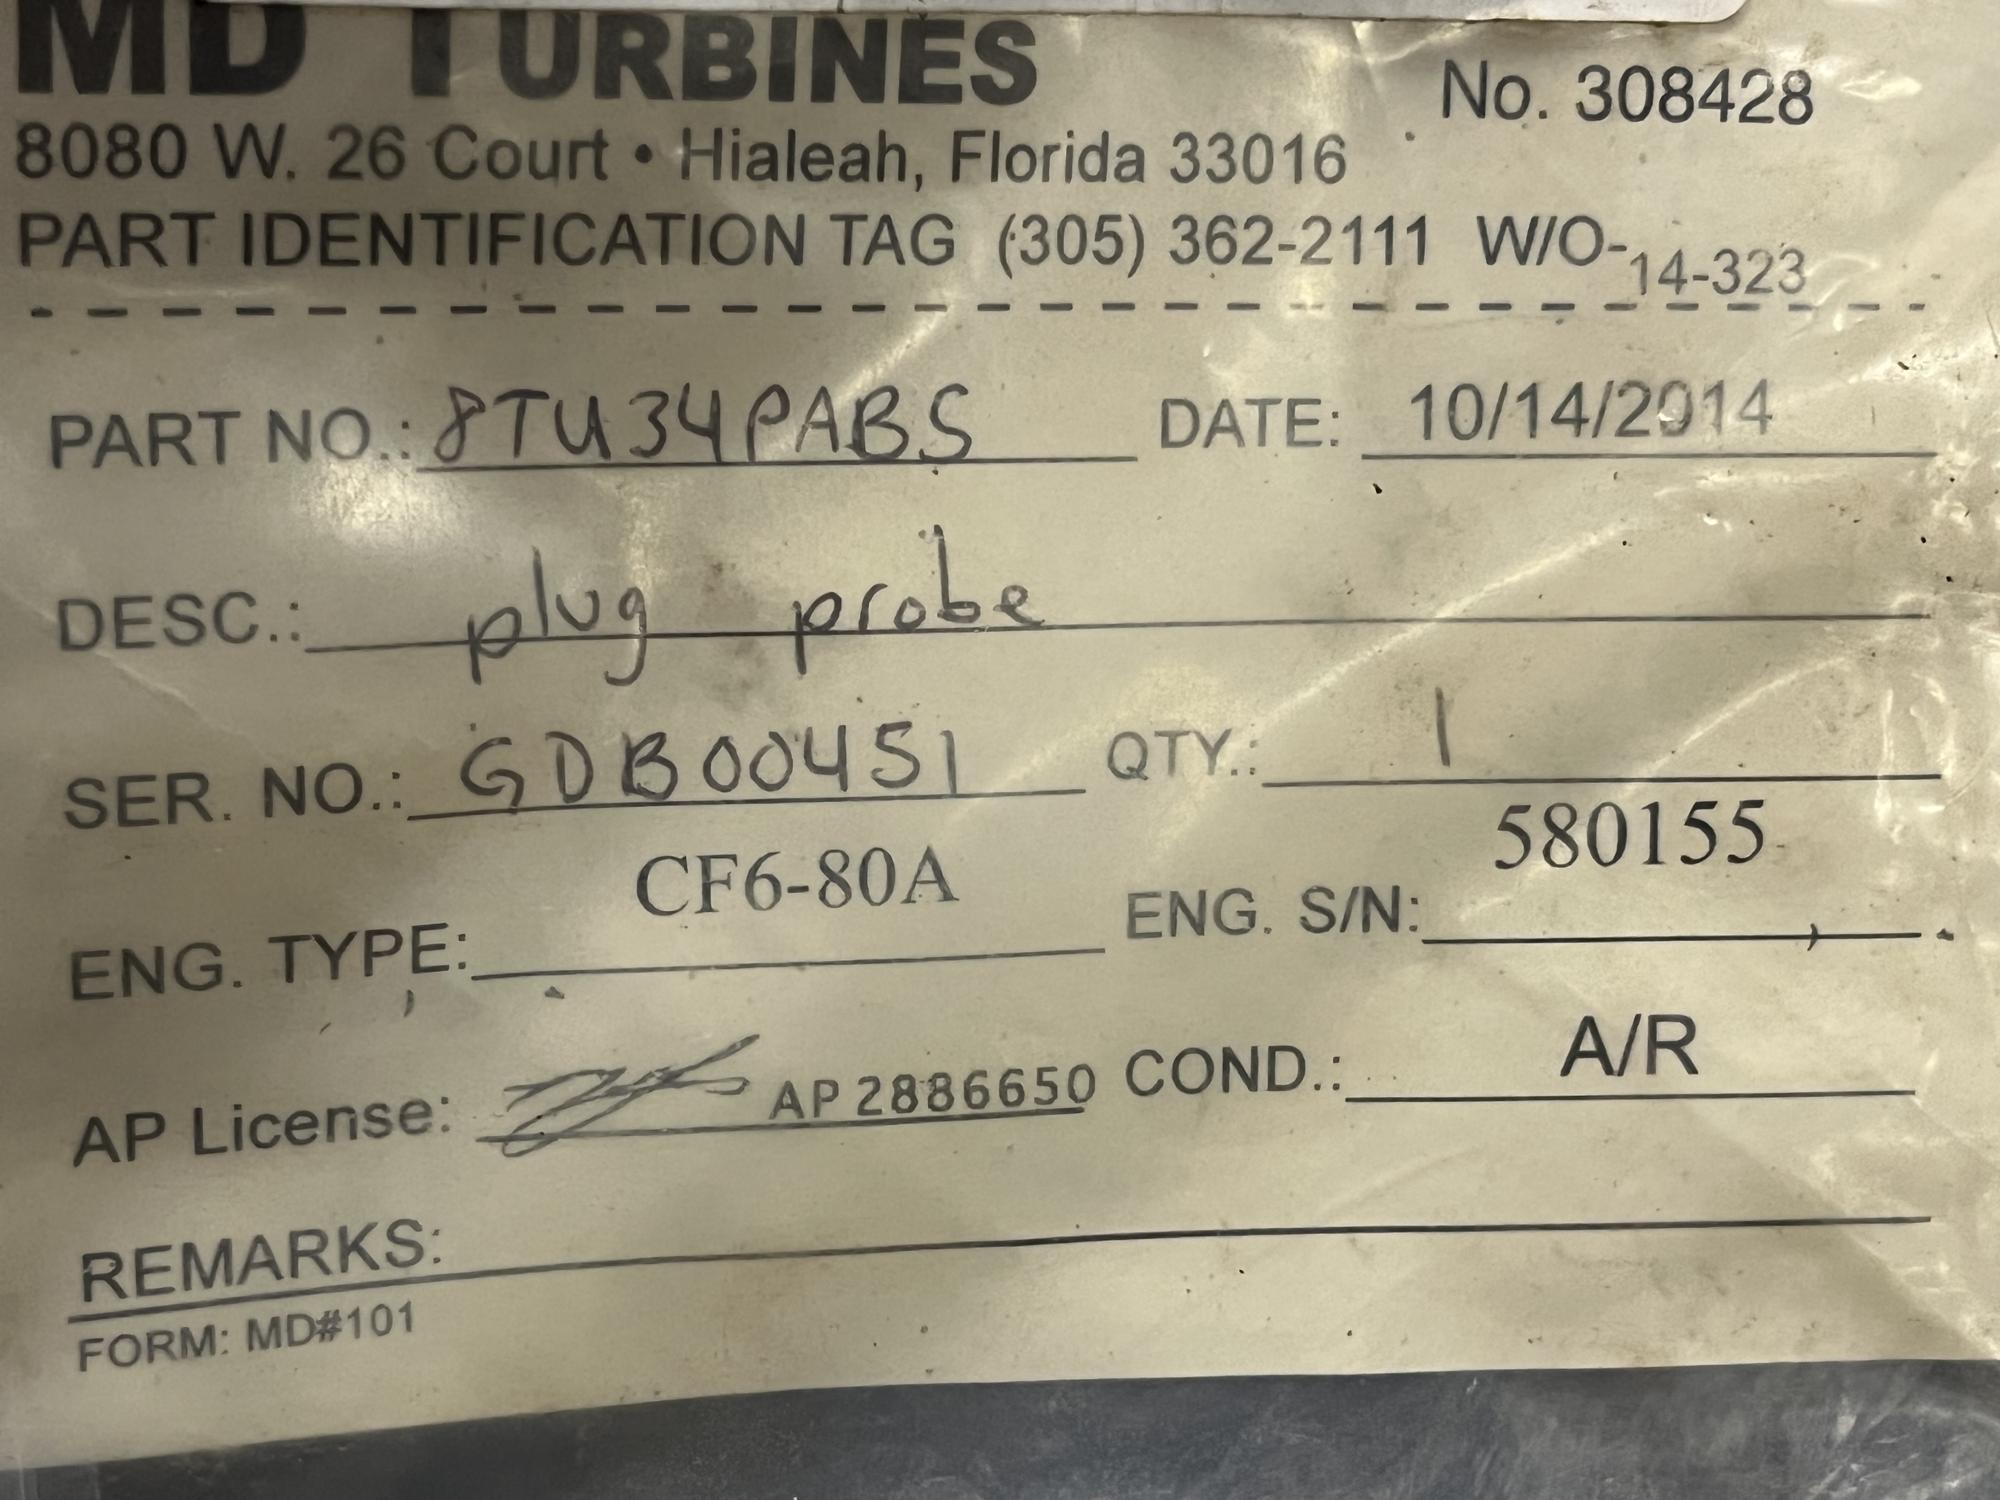 MD TURBINES No. 308428
8080 W. 26 Court • Hialeah, Florida 33016
PART IDENTIFICATION TAG (305) 362-2111 W/O-14-323
PART NO.: 8TU34PABS DATE: 10/14/2014
DESC.: plug probe
SER. NO.: GDB00451 QTY.: 1
ENG. TYPE: CF6-80A ENG. S/N: 580155
AP License: AP 2886650 COND.: A/R
REMARKS:
FORM: MD#101